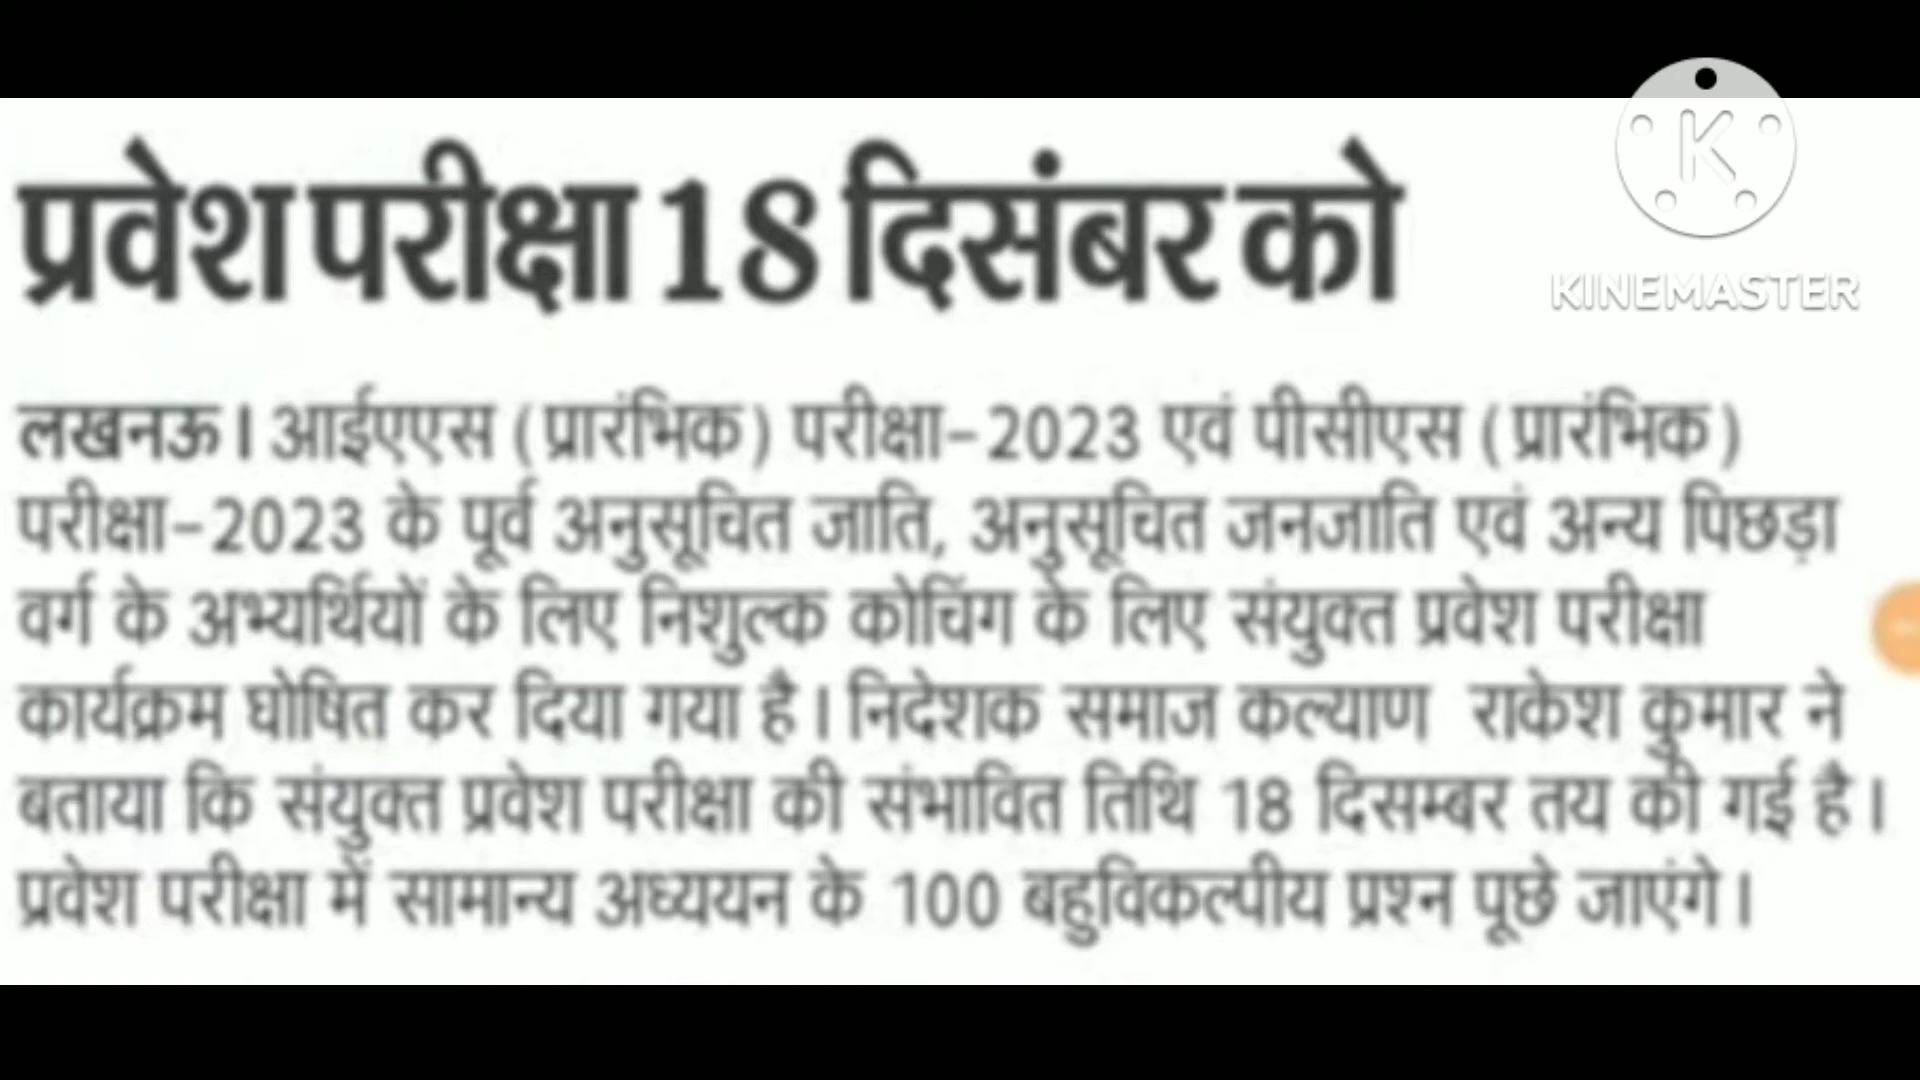 प्रवेश परीक्षा 18 दिसंबर को
KINEMASTER
लखनऊ। आईएएस (प्रारंभिक) परीक्षा-2023 एवं पीसीएस (प्रारंभिक)
परीक्षा-2023 के पूर्व अनुसूचित जाति, अनुसूचित जनजाति एवं अन्य पिछड़ा
वर्ग के अभ्यर्थियों के लिए निशुल्क कोचिंग के लिए संयुक्त प्रवेश परीक्षा
कार्यक्रम घोषित कर दिया गया है। निदेशक समाज कल्याण राकेश कुमार ने
बताया कि संयुक्त प्रवेश परीक्षा की संभावित तिथि 18 दिसम्बर तय की गई है।
प्रवेश परीक्षा में सामान्य अध्ययन के 100 बहुविकल्पीय प्रश्न पूछे जाएंगे।